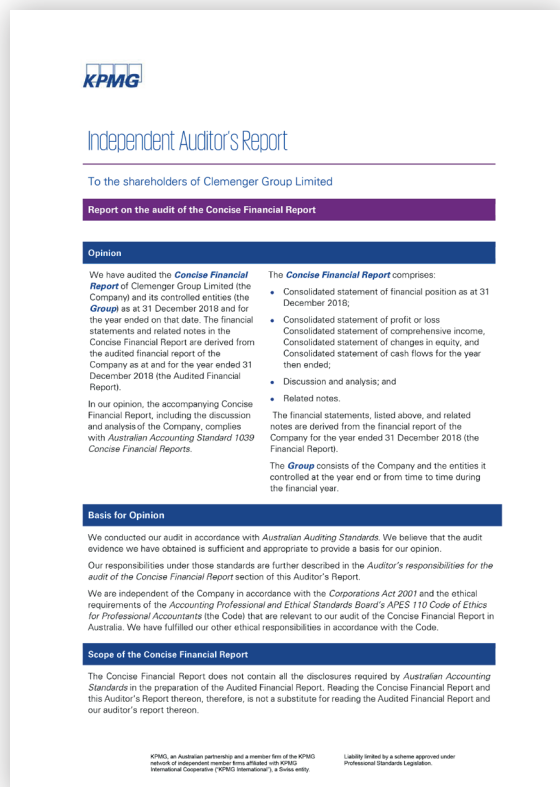 KPMG
Independent Auditor's Report
To the shareholders of Clemenger Group Limited
Report on the audit of the Concise Financial Report
Opinion
We have audited the Concise Financial
Report of Clemenger Group Limited (the
Company) and its controlled entities (the
Group) as at 31 December 2018 and for
the year ended on that date. The financial
statements and related notes in the
Concise Financial Report are derived from
the audited financial report of the
Company as at and for the year ended 31
December 2018 (the Audited Financial
Report).
In our opinion, the accompanying Concise
Financial Report, including the discussion
and analysis of the Company, complies
with Australian Accounting Standard 1039
Concise Financial Reports.
The Concise Financial Report comprises:
• Consolidated statement of financial position as at 31
December 2018;
• Consolidated statement of profit or loss
Consolidated statement of comprehensive income,
Consolidated statement of changes in equity, and
Consolidated statement of cash flows for the year
then ended;
• Discussion and analysis; and
• Related notes.
The financial statements, listed above, and related
notes are derived from the financial report of the
Company for the year ended 31 December 2018 (the
Financial Report).
The Group consists of the Company and the entities it
controlled at the year end or from time to time during
the financial year.
Basis for Opinion
We conducted our audit in accordance with Australian Auditing Standards. We believe that the audit
evidence we have obtained is sufficient and appropriate to provide a basis for our opinion.
Our responsibilities under those standards are further described in the Auditor's responsibilities for the
audit of the Concise Financial Report section of this Auditor's Report.
We are independent of the Company in accordance with the Corporations Act 2001 and the ethical
requirements of the Accounting Professional and Ethical Standards Board's APES 110 Code of Ethics
for Professional Accountants (the Code) that are relevant to our audit of the Concise Financial Report in
Australia. We have fulfilled our other ethical responsibilities in accordance with the Code.
Scope of the Concise Financial Report
The Concise Financial Report does not contain all the disclosures required by Australian Accounting
Standards in the preparation of the Audited Financial Report. Reading the Concise Financial Report and
this Auditor's Report thereon, therefore, is not a substitute for reading the Audited Financial Report and
our auditor's report thereon.
KPMG, an Australian partnership and a member firm of the KPMG
network of independent member firms affiliated with KPMG
International Cooperative ("KPMG International"), a Swiss entity.
Liability limited by a scheme approved under
Professional Standards Legislation.